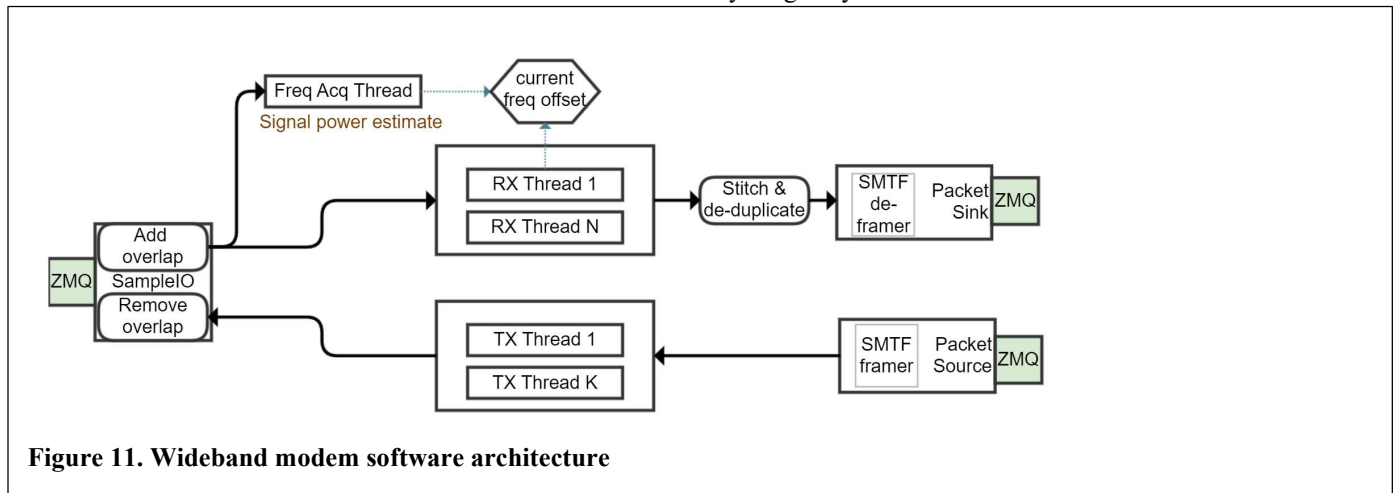 Freq Acq Thread
current
freq offset
Signal power estimate
RX Thread 1
RX Thread N
Stitch &
de-duplicate
SMTF
de-
framer
Packet
Sink
ZMQ
Add
overlap
ZMQ
SampleIO
Remove
overlap
TX Thread 1
TX Thread K
SMTF
framer
Packet
Source
ZMQ
Figure 11. Wideband modem software architecture